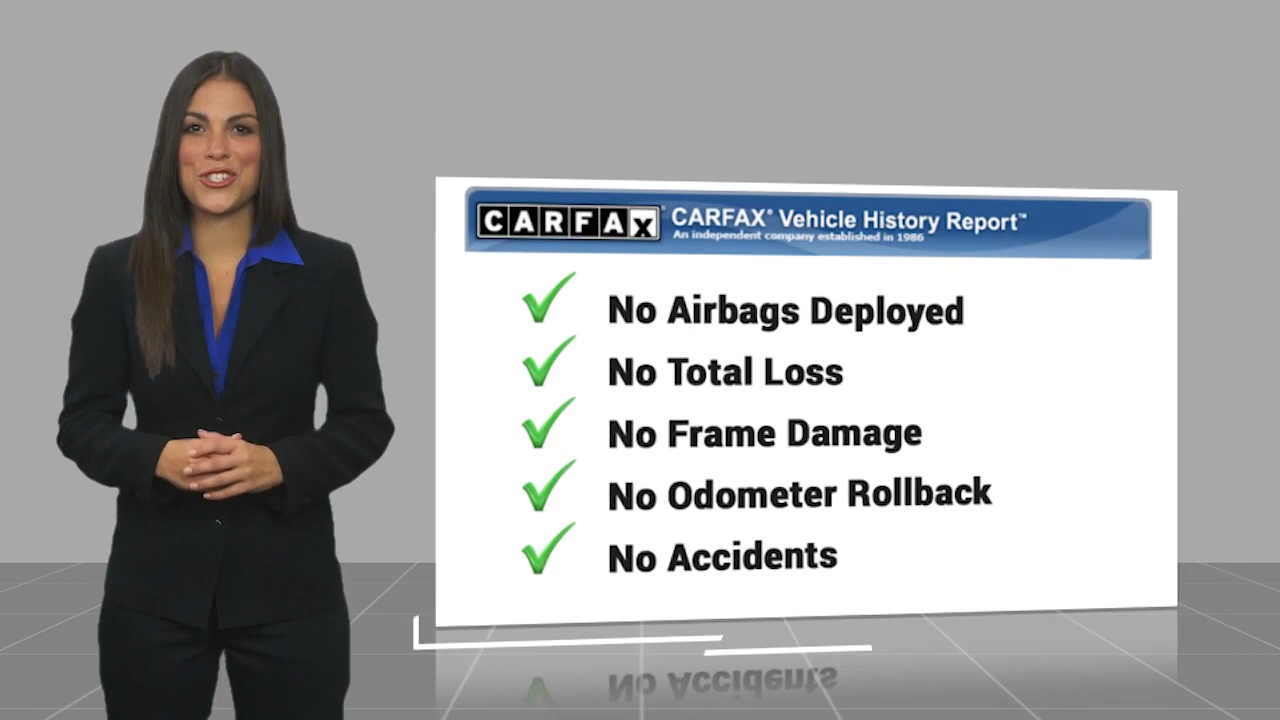 CARFAX® CARFAX® Vehicle History Report™
An independent company established in 1986
No Airbags Deployed
No Total Loss
No Frame Damage
No Odometer Rollback
No Accidents
No Accidents